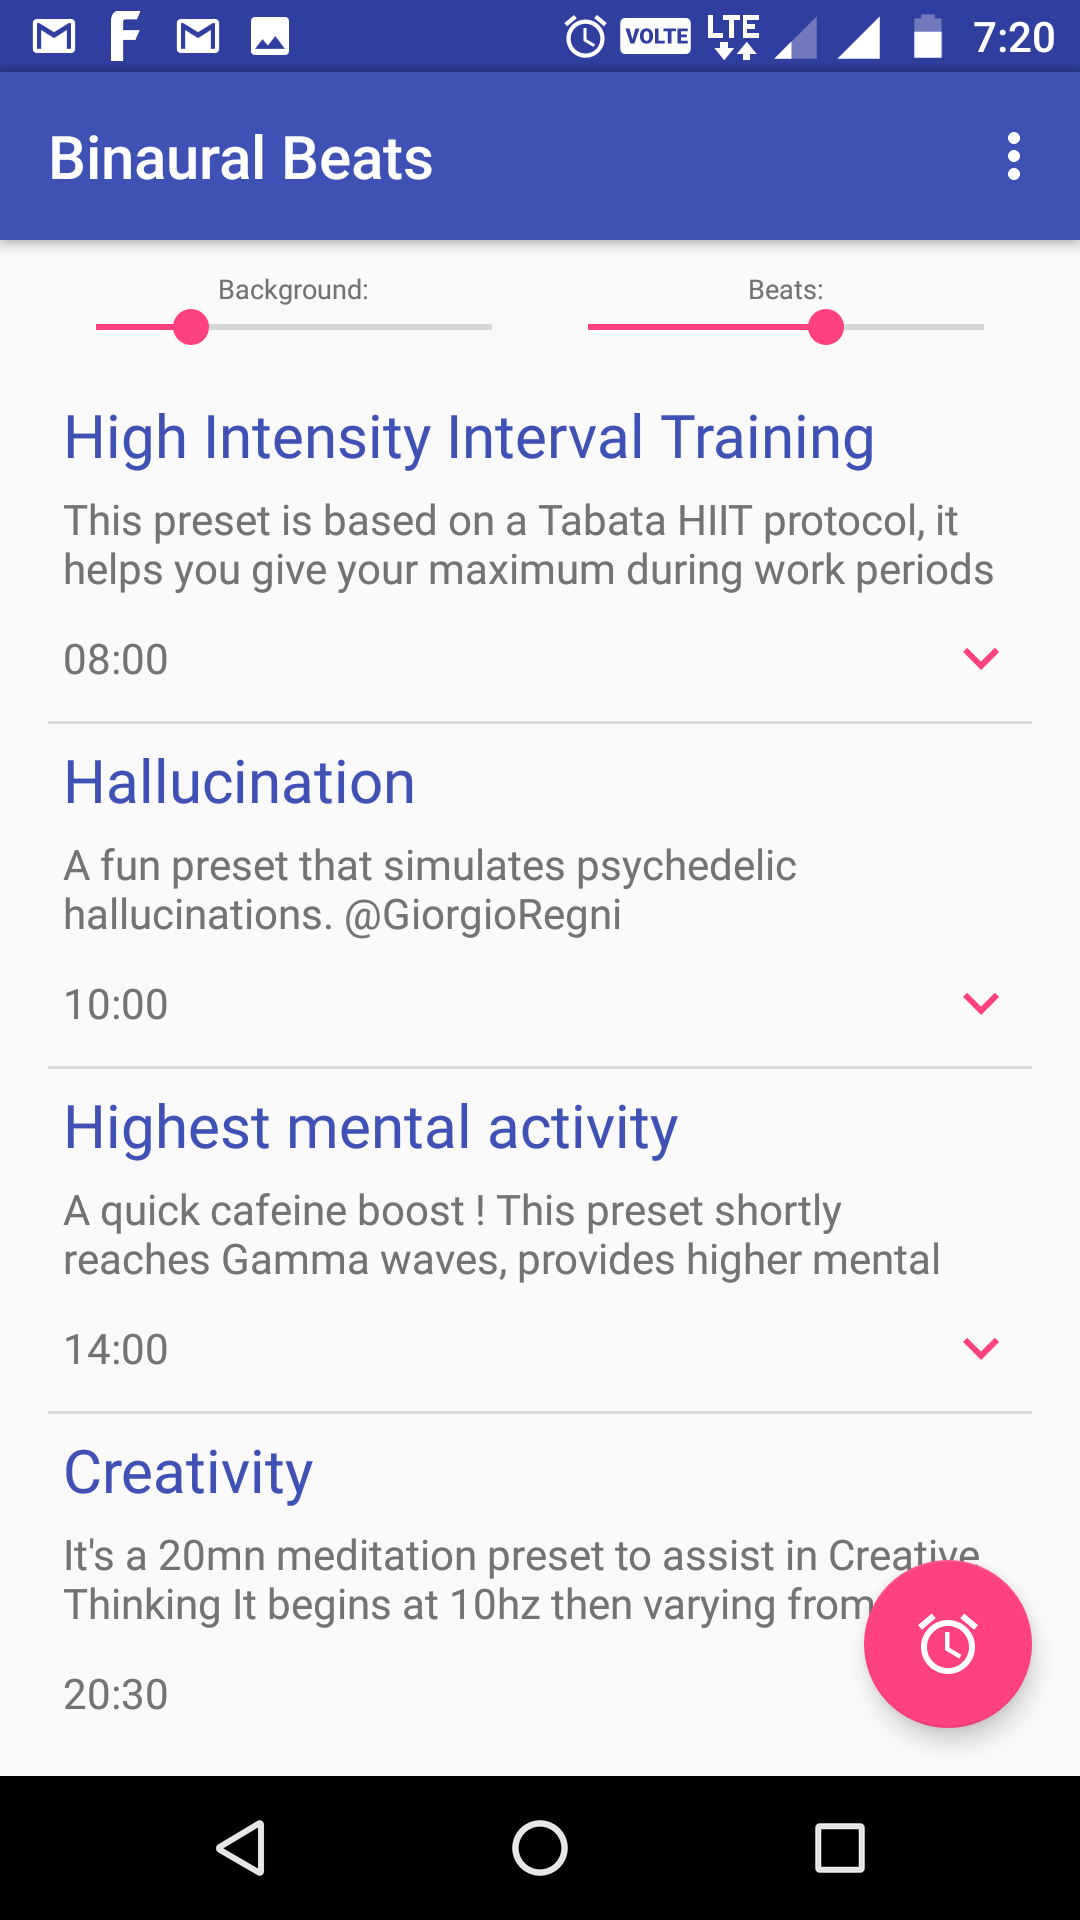 VOLTE LTE 7:20
Binaural Beats
Background: Beats:
High Intensity Interval Training
This preset is based on a Tabata HIIT protocol, it
helps you give your maximum during work periods
08:00
Hallucination
A fun preset that simulates psychedelic
hallucinations. @GiorgioRegni
10:00
Highest mental activity
A quick cafeine boost ! This preset shortly
reaches Gamma waves, provides higher mental
14:00
Creativity
It's a 20mn meditation preset to assist in Creative
Thinking It begins at 10hz then varying from
20:30